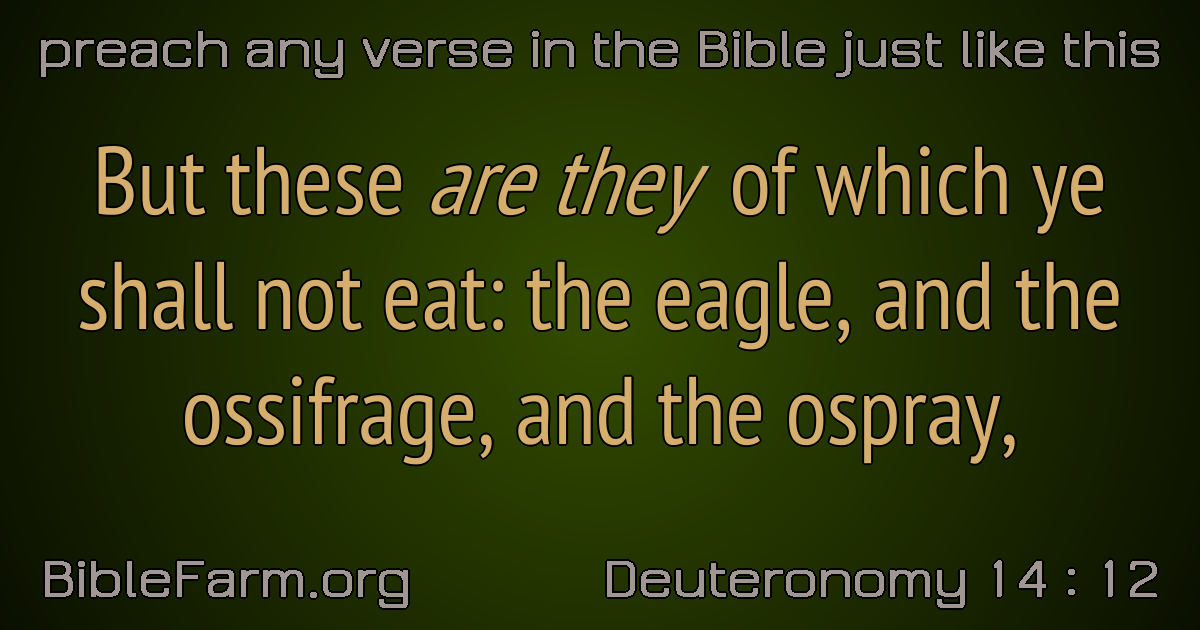 preach any verse in the Bible just like this
But these are they of which ye
shall not eat: the eagle, and the
ossifrage, and the ospray,
BibleFarm.org
Deuteronomy 14 : 12